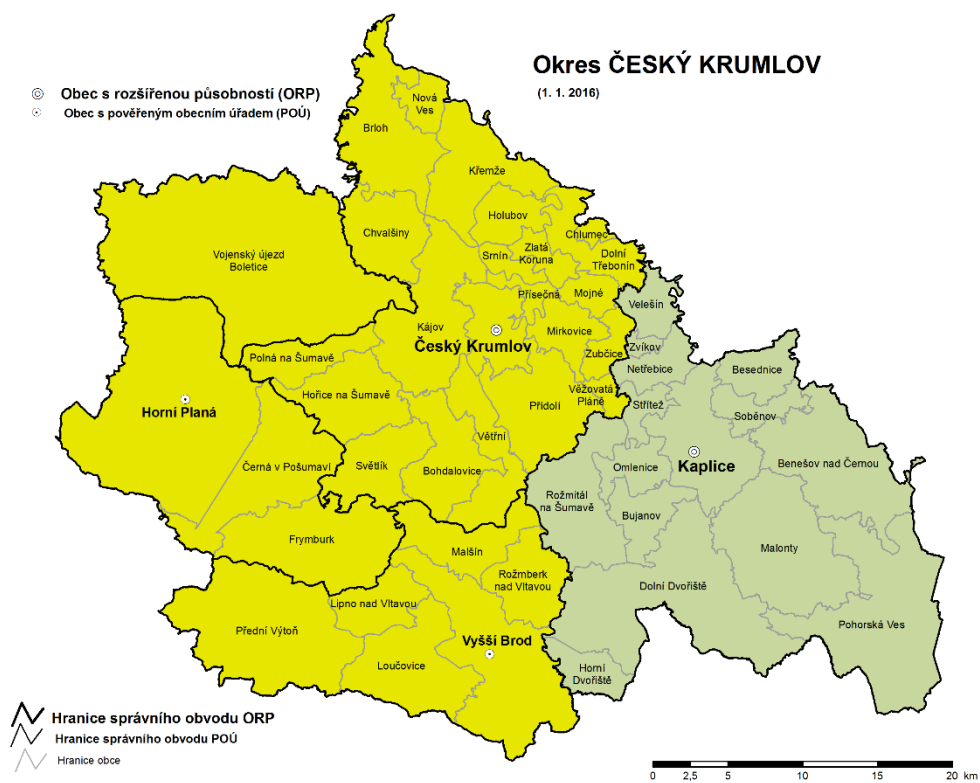 Okres ČESKÝ KRUMLOV
(1. 1. 2016)
Obec s rozšířenou působností (ORP)
Obec s pověřeným obecním úřadem (POÚ)
Nová
Ves
Brloh
Křemže
Holubov
Chvalšiny
Chlumec
Srnín
Zlatá
Koruna
Dolní
Třebonín
Vojenský újezd
Boletice
Přísečná
Mojné
Velešín
Kájov
Mirkovice
Český Krumlov
Zvíkov
Zubčice
Polná na Šumavě
Netřebice
Besednice
Hořice na Šumavě
Věžovatá
Pláně
Horní Planá
Přídolí
Střítež
Soběnov
Větřní
Černá v Pošumaví
Světlík
Bohdalovice
Omlenice
Kaplice
Benešov nad Černou
Rožmitál
na Šumavě
Bujanov
Frymburk
Malšín
Malonty
Rožmberk
nad Vltavou
Dolní Dvořiště
Lipno nad Vltavou
Přední Výtoň
Vyšší Brod
Pohorská Ves
Loučovice
Horní
Dvořiště
Hranice správního obvodu ORP
Hranice správního obvodu POÚ
Hranice obce
0 2,5 5 10 15 20 km